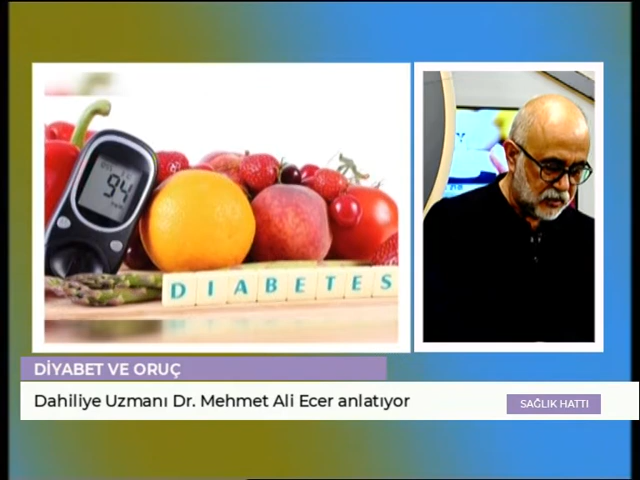 94
DIABETES
DİYABET VE ORUÇ
Dahiliye Uzmanı Dr. Mehmet Ali Ecer anlatıyor
SAĞLIK HATTI